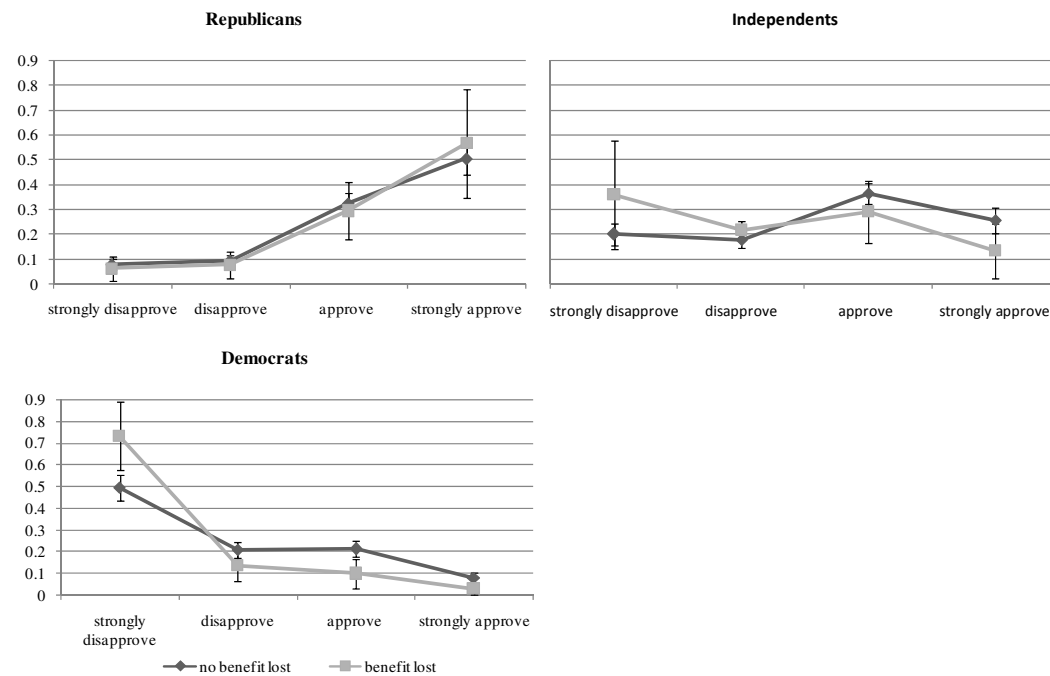 Republicans
0.9
0.8
0.7
0.6
0.5
0.4
0.3
0.2
0.1
0
strongly disapprove disapprove approve strongly approve
Independents
strongly disapprove disapprove approve strongly approve
Democrats
0.9
0.8
0.7
0.6
0.5
0.4
0.3
0.2
0.1
0
strongly disapprove approve strongly approve
disapprove
no benefit lost benefit lost